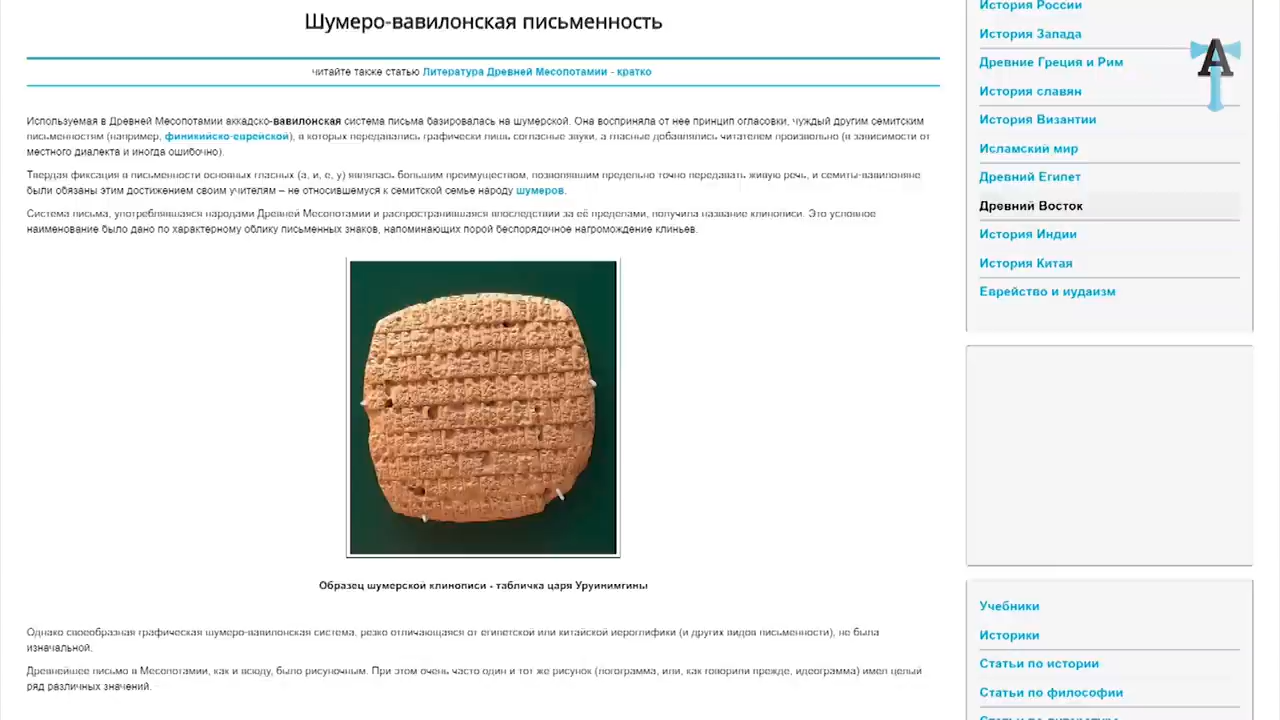 Шумеро-вавилонская письменность
читайте также статью Литература Древней Месопотамии - кратко
Используемая в Древней Месопотамии аккадско-вавилонская система письма базировалась на шумерской. Она восприняла от нее принцип огласовки, чуждый другим семитским
письменностям (например, финикийско-еврейской), в которых передавались графически лишь согласные звуки, а гласные добавлялись читателем произвольно (в зависимости от
местного диалекта и иногда ошибочно).
Твердая фиксация в письменности основных гласных (а, и, е, у) являлась большим преимуществом, позволявшим предельно точно передавать живую речь, и семиты-вавилоняне
были обязаны этим достижением своим учителям – не относившемуся к семитской семье народу шумеров.
Система письма, употреблявшаяся народами Древней Месопотамии и распространившаяся впоследствии за её пределами, получила название клинописи. Это условное
наименование было дано по характерному облику письменных знаков, напоминающих порой беспорядочное нагромождение клиньев.
Образец шумерской клинописи - табличка царя Уруинимгины
Однако своеобразная графическая шумеро-вавилонская система, резко отличающаяся от египетской или китайской иероглифики (и других видов письменности), не была
изначальной.
Древнейшее письмо в Месопотамии, как и всюду, было рисуночным. При этом очень часто один и тот же рисунок (логограмма, или, как говорили прежде, идеограмма) имел целый
ряд различных значений.
История России
История Запада
Древние Греция и Рим
История славян
История Византии
Исламский мир
Древний Египет
Древний Восток
История Индии
История Китая
Еврейство и иудаизм
Учебники
Историки
Статьи по истории
Статьи по философии
А